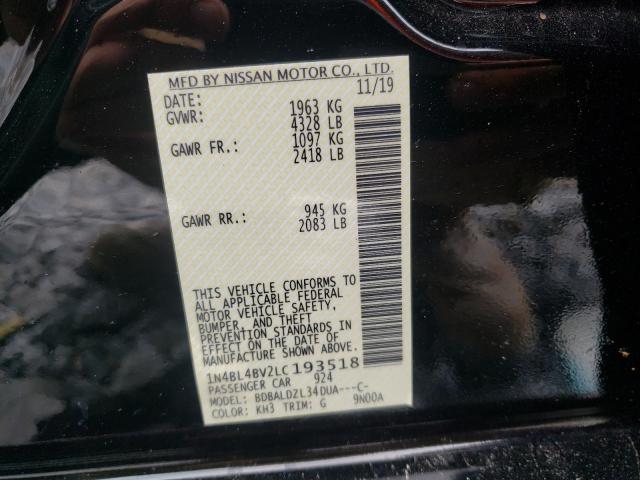 MFD BY NISSAN MOTOR CO., LTD.
DATE: 11/19
GVWR: 1963 KG
4328 LB
GAWR FR.: 1097 KG
2418 LB
GAWR RR.: 945 KG
2083 LB
THIS VEHICLE CONFORMS TO
ALL APPLICABLE FEDERAL
MOTOR VEHICLE SAFETY,
BUMPER, AND THEFT
PREVENTION STANDARDS IN
EFFECT ON THE DATE OF
MANUFACTURE SHOWN ABOVE.
1N4BL4BV2LC193518
PASSENGER CAR 924
MODEL: BDBALDZL34DUA---C-
COLOR: KH3 TRIM: G 9N00A